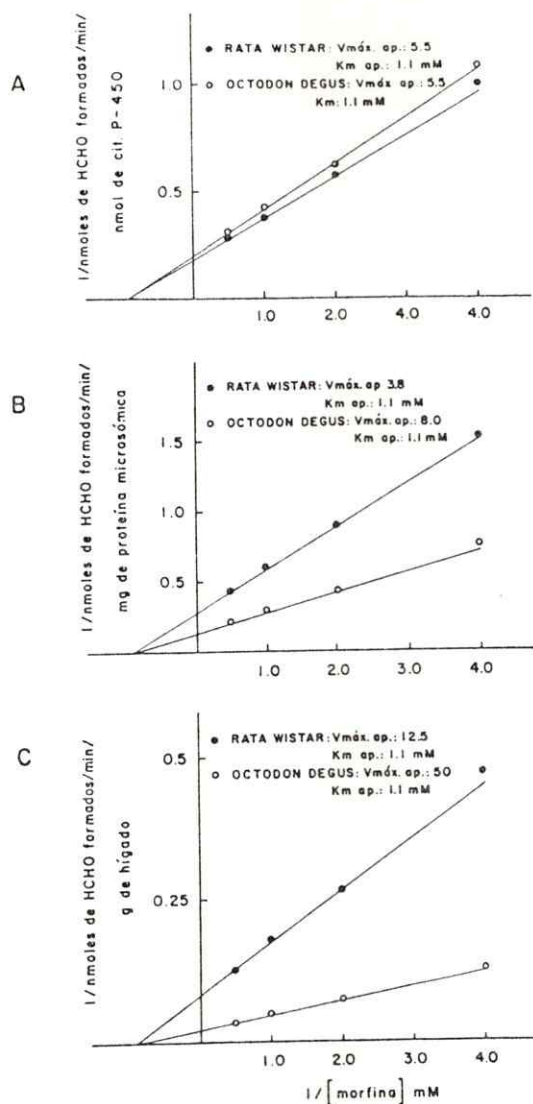 A
1/nmoles de HCHO formados/min/
nmol de cit. P-450
● RATA WISTAR: Vmáx. ap.: 5.5
Km ap.: 1.1 mM
○ OCTODON DEGUS: Vmáx ap.: 5.5
Km: 1.1 mM
1.0
0.5
1.0
2.0
4.0
4.0
B
1/nmoles de HCHO formados/min/
mg de proteína microsómica
● RATA WISTAR: Vmáx. ap 3.8
Km ap.: 1.1 mM
○ OCTODON DEGUS: Vmáx. ap.: 8.0
Km ap.: 1.1 mM
1.5
1.0
0.5
1.0
2.0
3.0
4.0
C
1/nmoles de HCHO formados/min/
g de hígado
● RATA WISTAR: Vmáx. ap.: 12.5
Km ap.: 1.1 mM
○ OCTODON DEGUS: Vmáx. ap.: 50
Km ap.: 1.1 mM
0.5
0.25
1.0
2.0
3.0
4.0
1/[morfina] mM